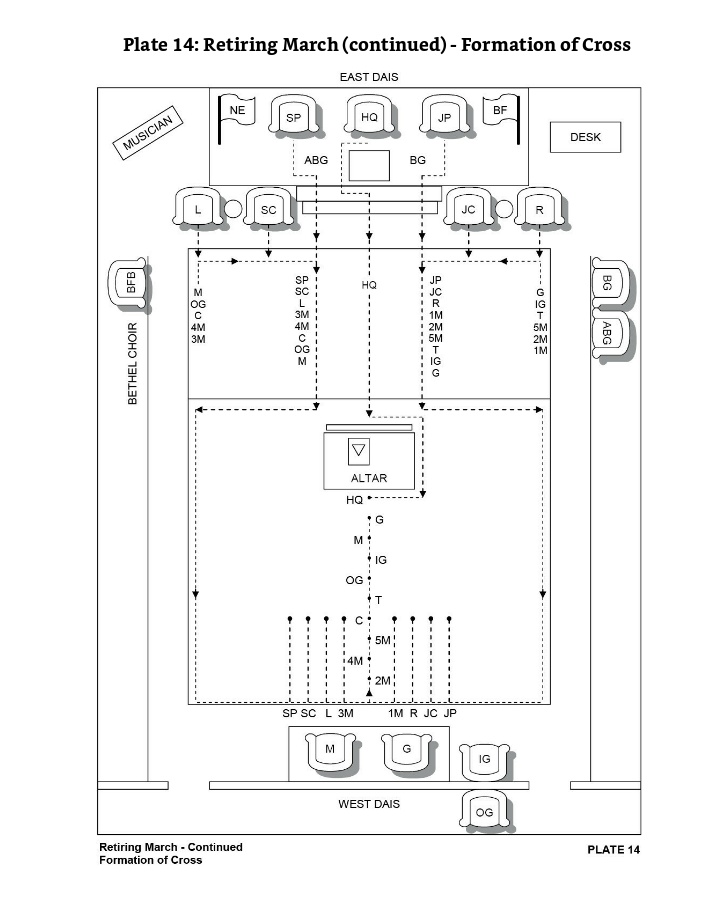 Plate 14: Retiring March (continued) - Formation of Cross
EAST DAIS
NE
SP
HQ
JP
BF
MUSICIAN
DESK
ABG
BG
L
SC
JC
R
BFB
BG
ABG
BETHEL CHOIR
M
OG
C
4M
3M
SP
SC
L
3M
4M
C
OG
M
HQ
JP
JC
R
1M
2M
5M
T
IG
G
G
IG
T
5M
2M
1M
ALTAR
HQ
G
M
IG
OG
T
C
5M
4M
2M
SP SC L 3M 1M R JC JP
M
G
IG
WEST DAIS
OG
Retiring March - Continued
Formation of Cross
PLATE 14